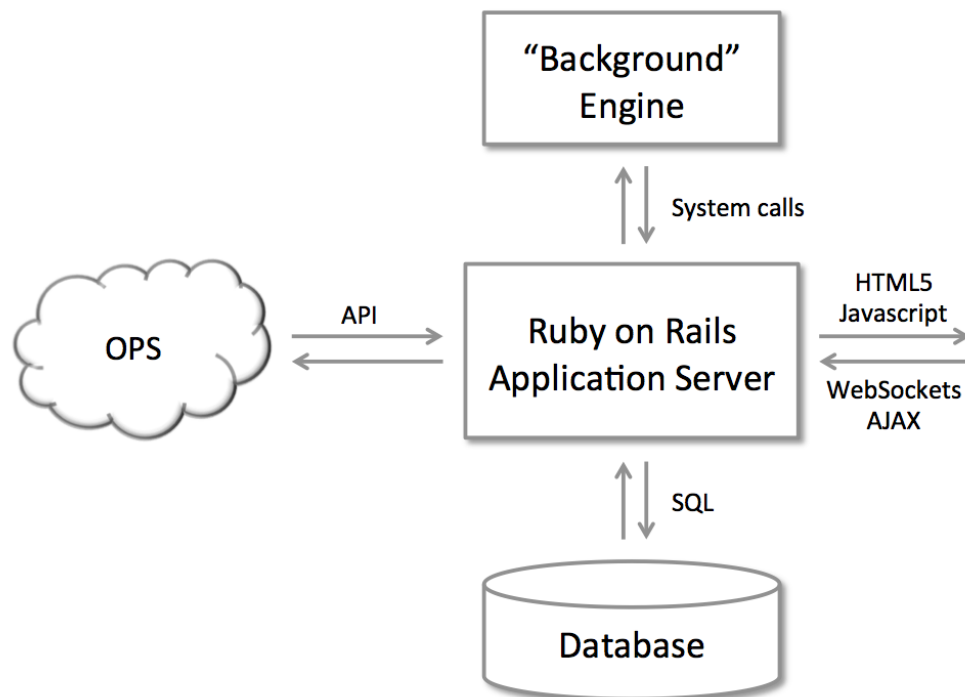 “Background”
Engine
System calls
OPS
API
Ruby on Rails
Application Server
HTML5
Javascript
WebSockets
AJAX
SQL
Database